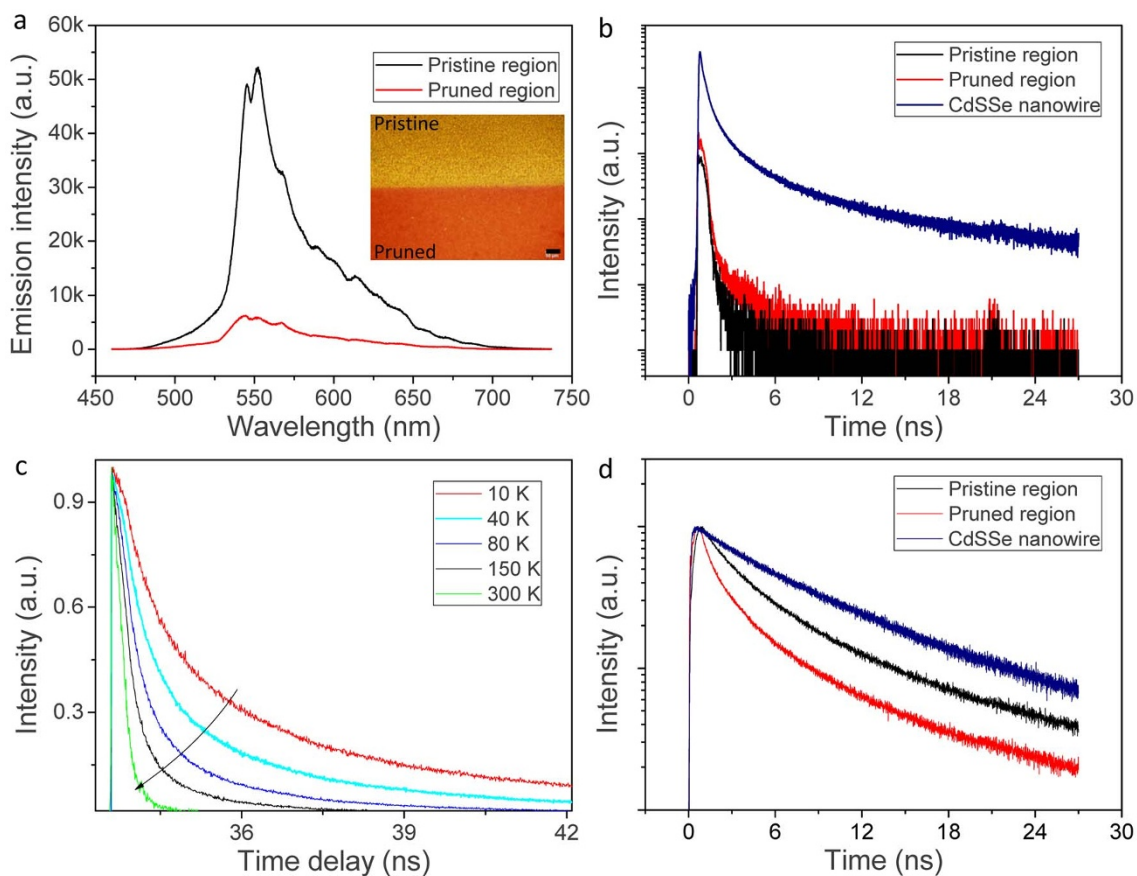 a
60k
50k
40k
30k
20k
10k
0
Emission intensity (a.u.)
Pristine region
Pruned region
Pristine
Pruned
450 500 550 600 650 700 750
Wavelength (nm)
b
Intensity (a.u.)
Pristine region
Pruned region
CdSSe nanowire
0 6 12 18 24 30
Time (ns)
c
0.9
0.6
0.3
Intensity (a.u.)
10 K
40 K
80 K
150 K
300 K
36 39 42
Time delay (ns)
d
Intensity (a.u.)
Pristine region
Pruned region
CdSSe nanowire
0 6 12 18 24 30
Time (ns)